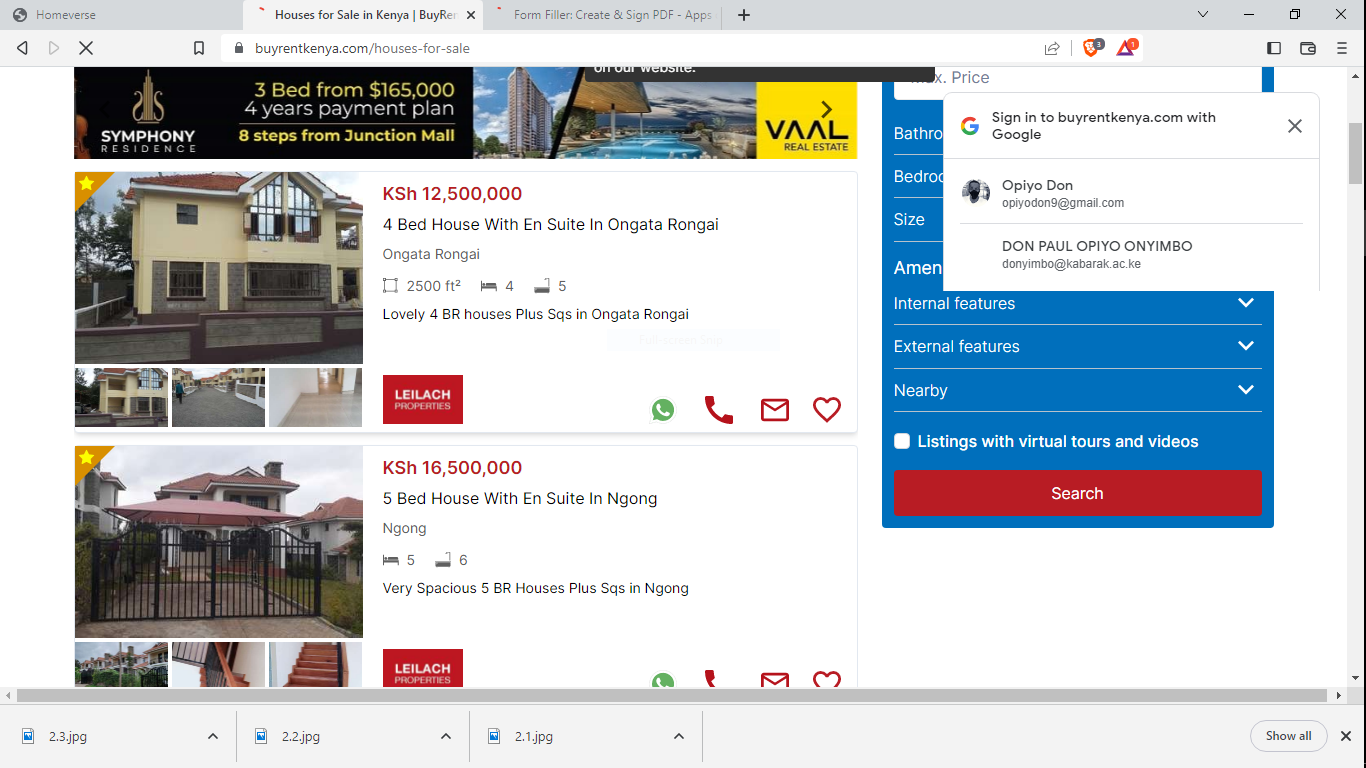 Homeverse
Houses for Sale in Kenya | BuyRen
Form Filler: Create & Sign PDF - Apps
buyrentkenya.com/houses-for-sale
3
1
on our website.
SYMPHONY
RESIDENCE
3 Bed from $165,000
4 years payment plan
8 steps from Junction Mall
VAAL
REAL ESTATE
KSh 12,500,000
4 Bed House With En Suite In Ongata Rongai
Ongata Rongai
2500 ft²
4
5
Lovely 4 BR houses Plus Sqs in Ongata Rongai
Full-screen Snip
LEILACH
PROPERTIES
KSh 16,500,000
5 Bed House With En Suite In Ngong
Ngong
5
6
Very Spacious 5 BR Houses Plus Sqs in Ngong
LEILACH
PROPERTIES
Max. Price
Bathro
Bedroo
Size
Amen
Internal features
External features
Nearby
Listings with virtual tours and videos
Search
Sign in to buyrentkenya.com with
Google
Opiyo Don
opiyodon9@gmail.com
DON PAUL OPIYO ONYIMBO
donyimbo@kabarak.ac.ke
2.3.jpg
2.2.jpg
2.1.jpg
Show all